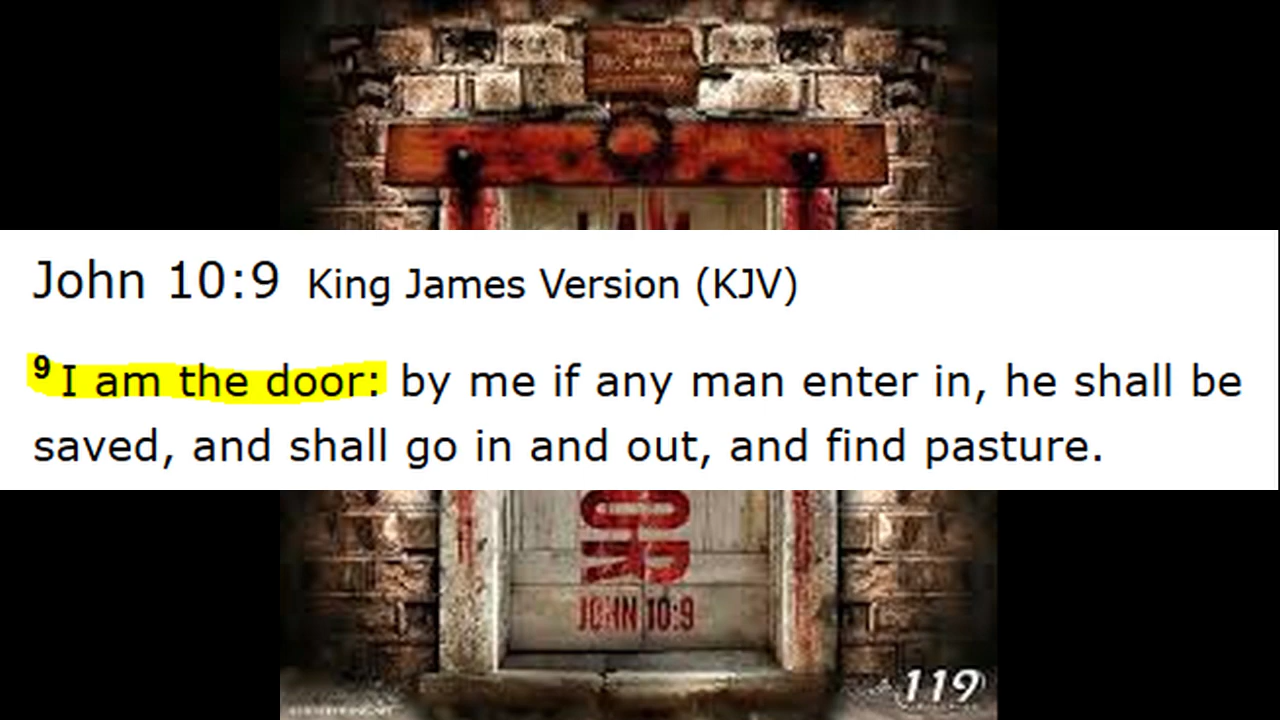 I AM
John 10:9 King James Version (KJV)
9 I am the door: by me if any man enter in, he shall be
saved, and shall go in and out, and find pasture.
JOHN 10:9
119